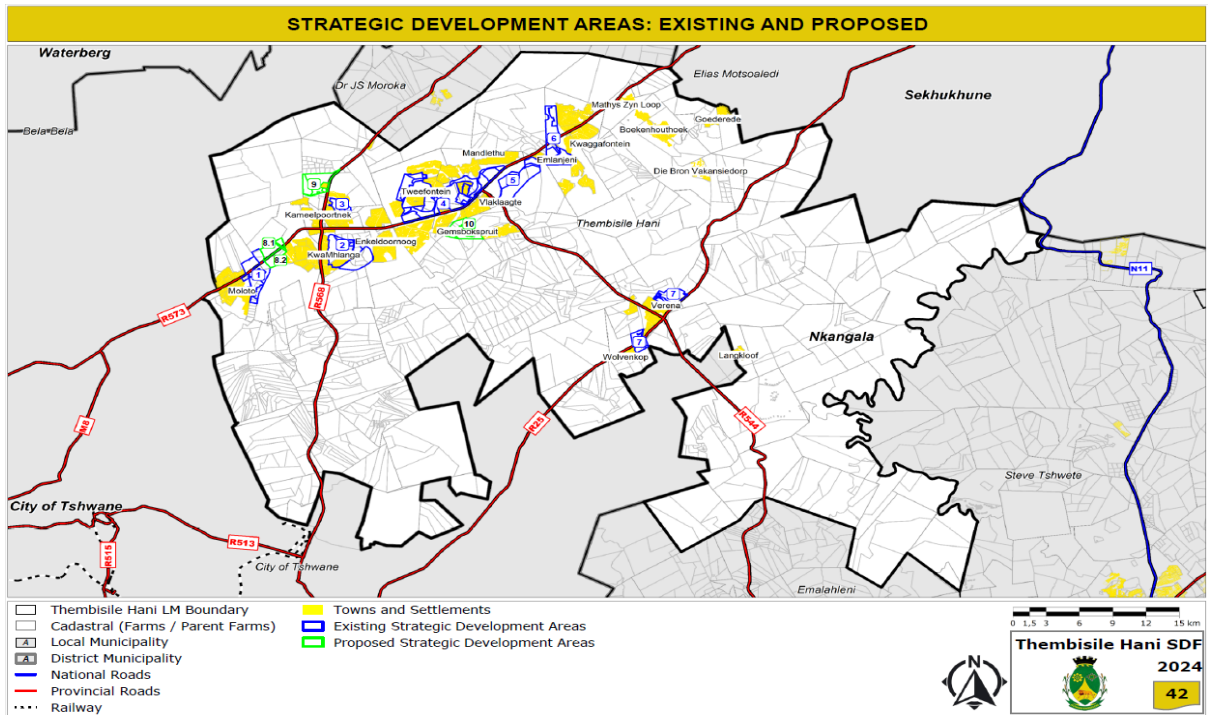 STRATEGIC DEVELOPMENT AREAS: EXISTING AND PROPOSED
Waterberg
Elias Motsoaledi
Dr JS Moroka
Sekhukhune
Bela Bela
Mathys Zyn Loop
Goederede
Boekenhouthoek
6
Kwaggafontein
Mandlethu
Emlanjeni
Die Bron Vakansiedorp
9
5
Tweefontein
3
4
Vlaklaagte
Kameelpoortnek
10
Thembisile Hani
Gemsbokspruit
8.1
2
Enkeldoornoog
8.2
KwaMhlanga
1
N11
Moloto
7
R568
Verena
R573
Nkangala
7
Wolvenkop
Langkloof
M8
R25
R544
Steve Tshwete
City of Tshwane
R513
R515
City of Tshwane
Emalahleni
Thembisile Hani LM Boundary
Cadastral (Farms / Parent Farms)
A Local Municipality
A District Municipality
National Roads
Provincial Roads
Railway
Towns and Settlements
Existing Strategic Development Areas
Proposed Strategic Development Areas
0 1,5 3 6 9 12 15 km
N
Thembisile Hani SDF
2024
42